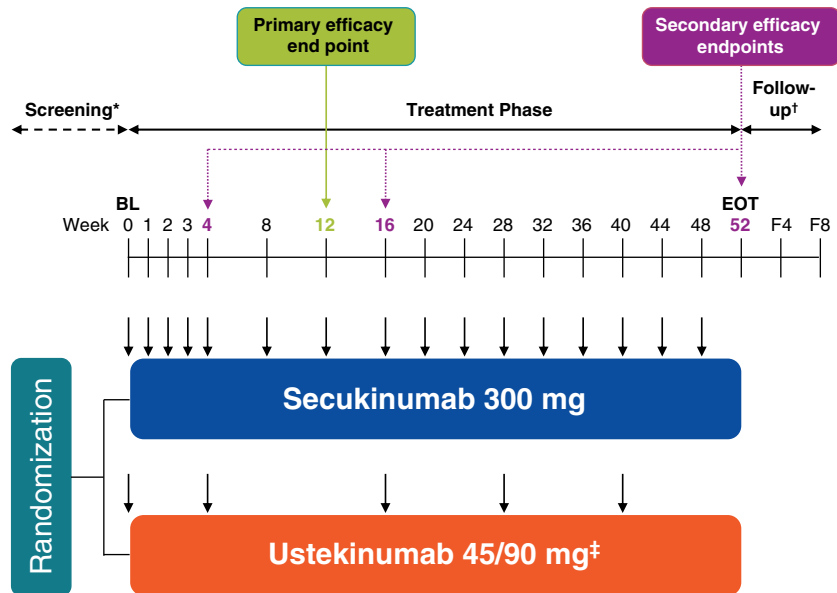 Primary efficacy
end point
Secondary efficacy
endpoints
Screening*
Treatment Phase
Follow-
up†
BL
EOT
Week 0 1 2 3 4 8 12 16 20 24 28 32 36 40 44 48 52 F4 F8
Randomization
Secukinumab 300 mg
Ustekinumab 45/90 mg‡